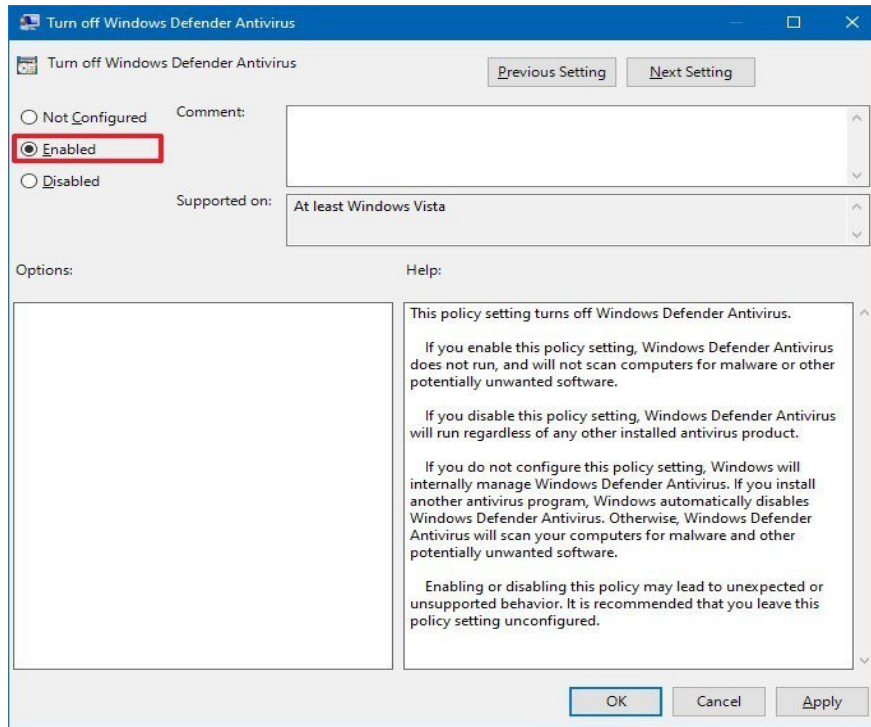 Turn off Windows Defender Antivirus
Turn off Windows Defender Antivirus
Previous Setting
Next Setting
Not Configured
Enabled
Disabled
Comment:
Supported on:
At least Windows Vista
Options:
Help:
This policy setting turns off Windows Defender Antivirus.
If you enable this policy setting, Windows Defender Antivirus
does not run, and will not scan computers for malware or other
potentially unwanted software.
If you disable this policy setting, Windows Defender Antivirus
will run regardless of any other installed antivirus product.
If you do not configure this policy setting, Windows will
internally manage Windows Defender Antivirus. If you install
another antivirus program, Windows automatically disables
Windows Defender Antivirus. Otherwise, Windows Defender
Antivirus will scan your computers for malware and other
potentially unwanted software.
Enabling or disabling this policy may lead to unexpected or
unsupported behavior. It is recommended that you leave this
policy setting unconfigured.
OK
Cancel
Apply